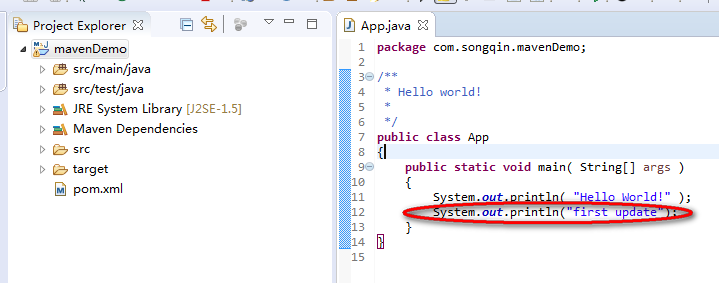 Project Explorer
mavenDemo
src/main/java
src/test/java
JRE System Library [J2SE-1.5]
Maven Dependencies
src
target
pom.xml
App.java
1 package com.songqin.mavenDemo;
2
3 /**
4 * Hello world!
5 *
6 */
7 public class App
8 {
9 public static void main( String[] args )
10 {
11 System.out.println( "Hello World!" );
12 System.out.println("first update");
13 }
14 }
15